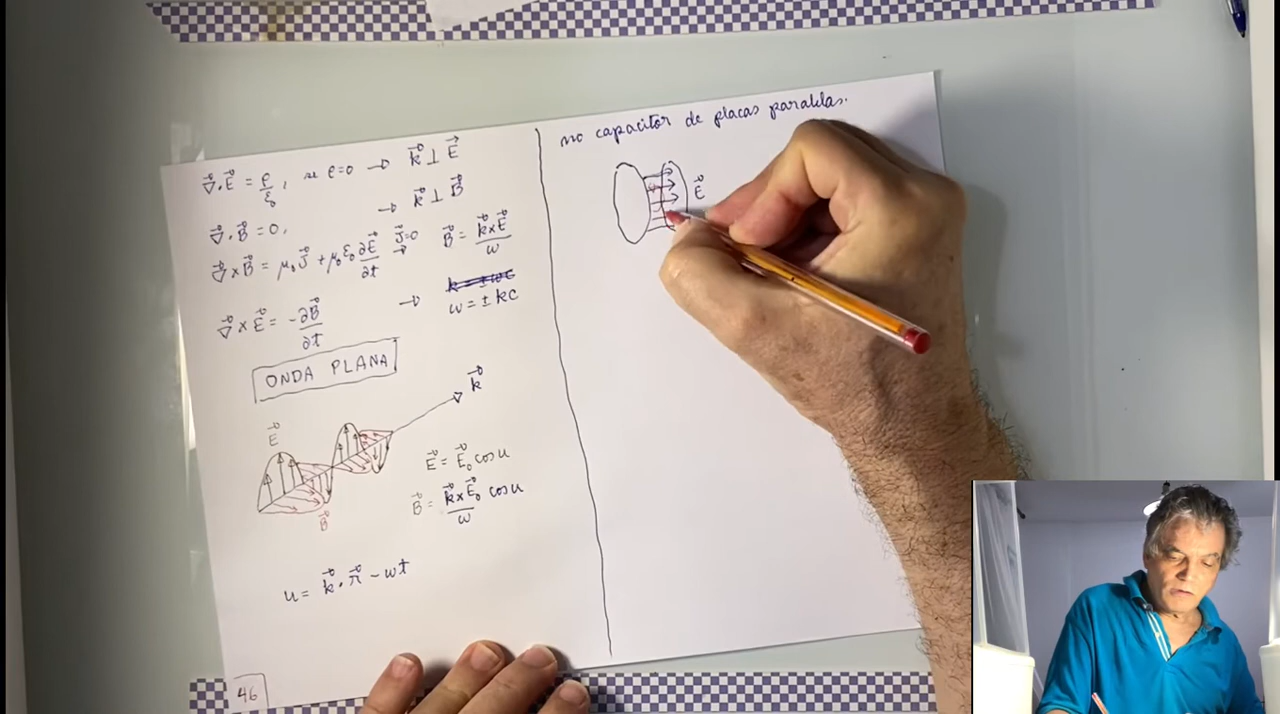 ∇⃗·E⃗ = ρ/ε₀, se ρ=0 → k⃗ ⊥ E⃗
∇⃗·B⃗ = 0, → k⃗ ⊥ B⃗
∇⃗×B⃗ = μ₀J⃗ + μ₀ε₀ ∂E⃗/∂t J⃗=0 → B⃗ = k⃗×E⃗/ω
∇⃗×E⃗ = -∂B⃗/∂t → ω = ± kc
ONDA PLANA
k⃗
E⃗
B⃗
E⃗ = E⃗₀ cos u
B⃗ = k⃗×E⃗₀/ω cos u
u = k⃗·r⃗ - ωt
46
no capacitor de placas paralelas.
E⃗